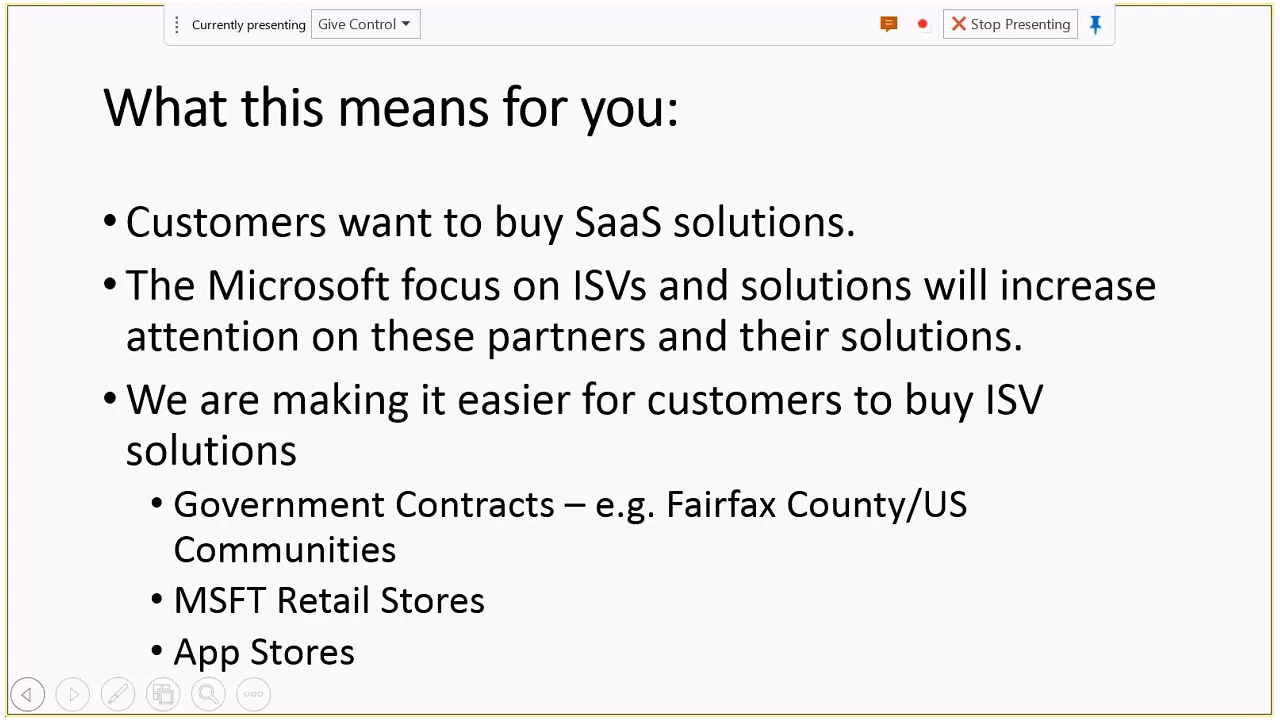 Currently presenting Give Control Stop Presenting
What this means for you:
• Customers want to buy SaaS solutions.
• The Microsoft focus on ISVs and solutions will increase
attention on these partners and their solutions.
• We are making it easier for customers to buy ISV
solutions
• Government Contracts – e.g. Fairfax County/US
Communities
• MSFT Retail Stores
• App Stores